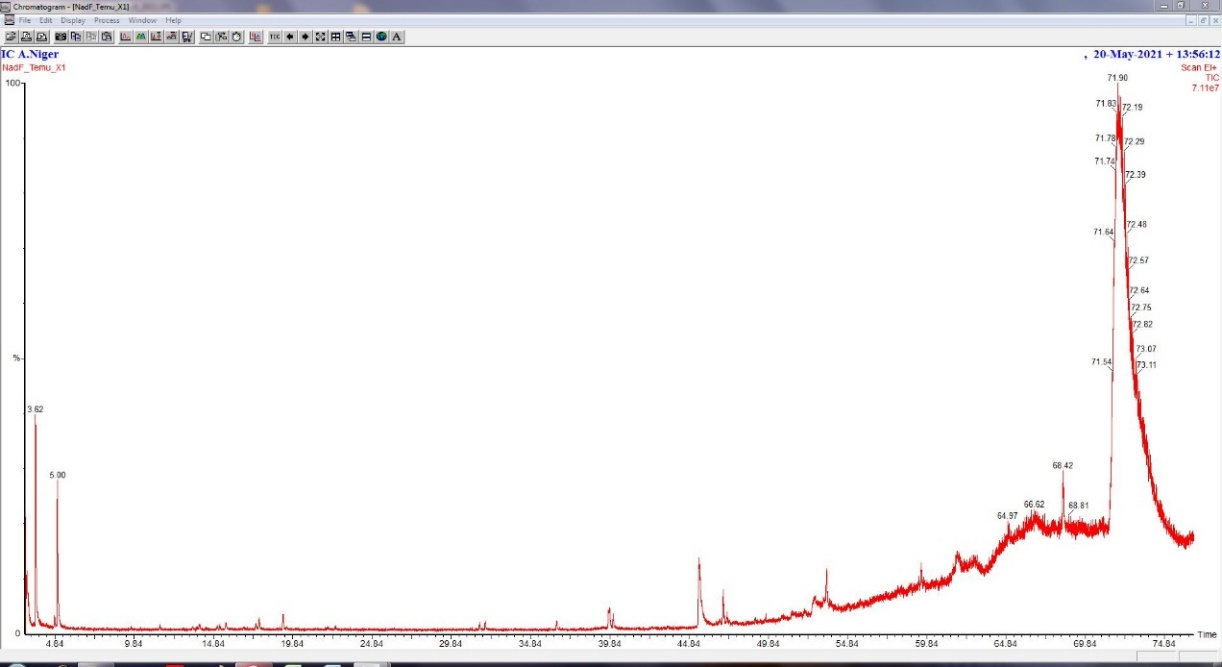 Chromatogram - [NadF_Temu_X1]
File Edit Display Process Window Help
IC A.Niger
, 20-May-2021 + 13:56:12
NadF_Temu_X1
Scan EI+
TIC
7.11e7
100
71.90
71.83
72.19
71.78
72.29
71.74
72.39
71.64
72.48
72.57
72.64
72.75
72.82
73.07
%
71.54
73.11
3.62
68.42
5.00
66.62
68.81
64.97
0
Time
4.84 9.84 14.84 19.84 24.84 29.84 34.84 39.84 44.84 49.84 54.84 59.84 64.84 69.84 74.84